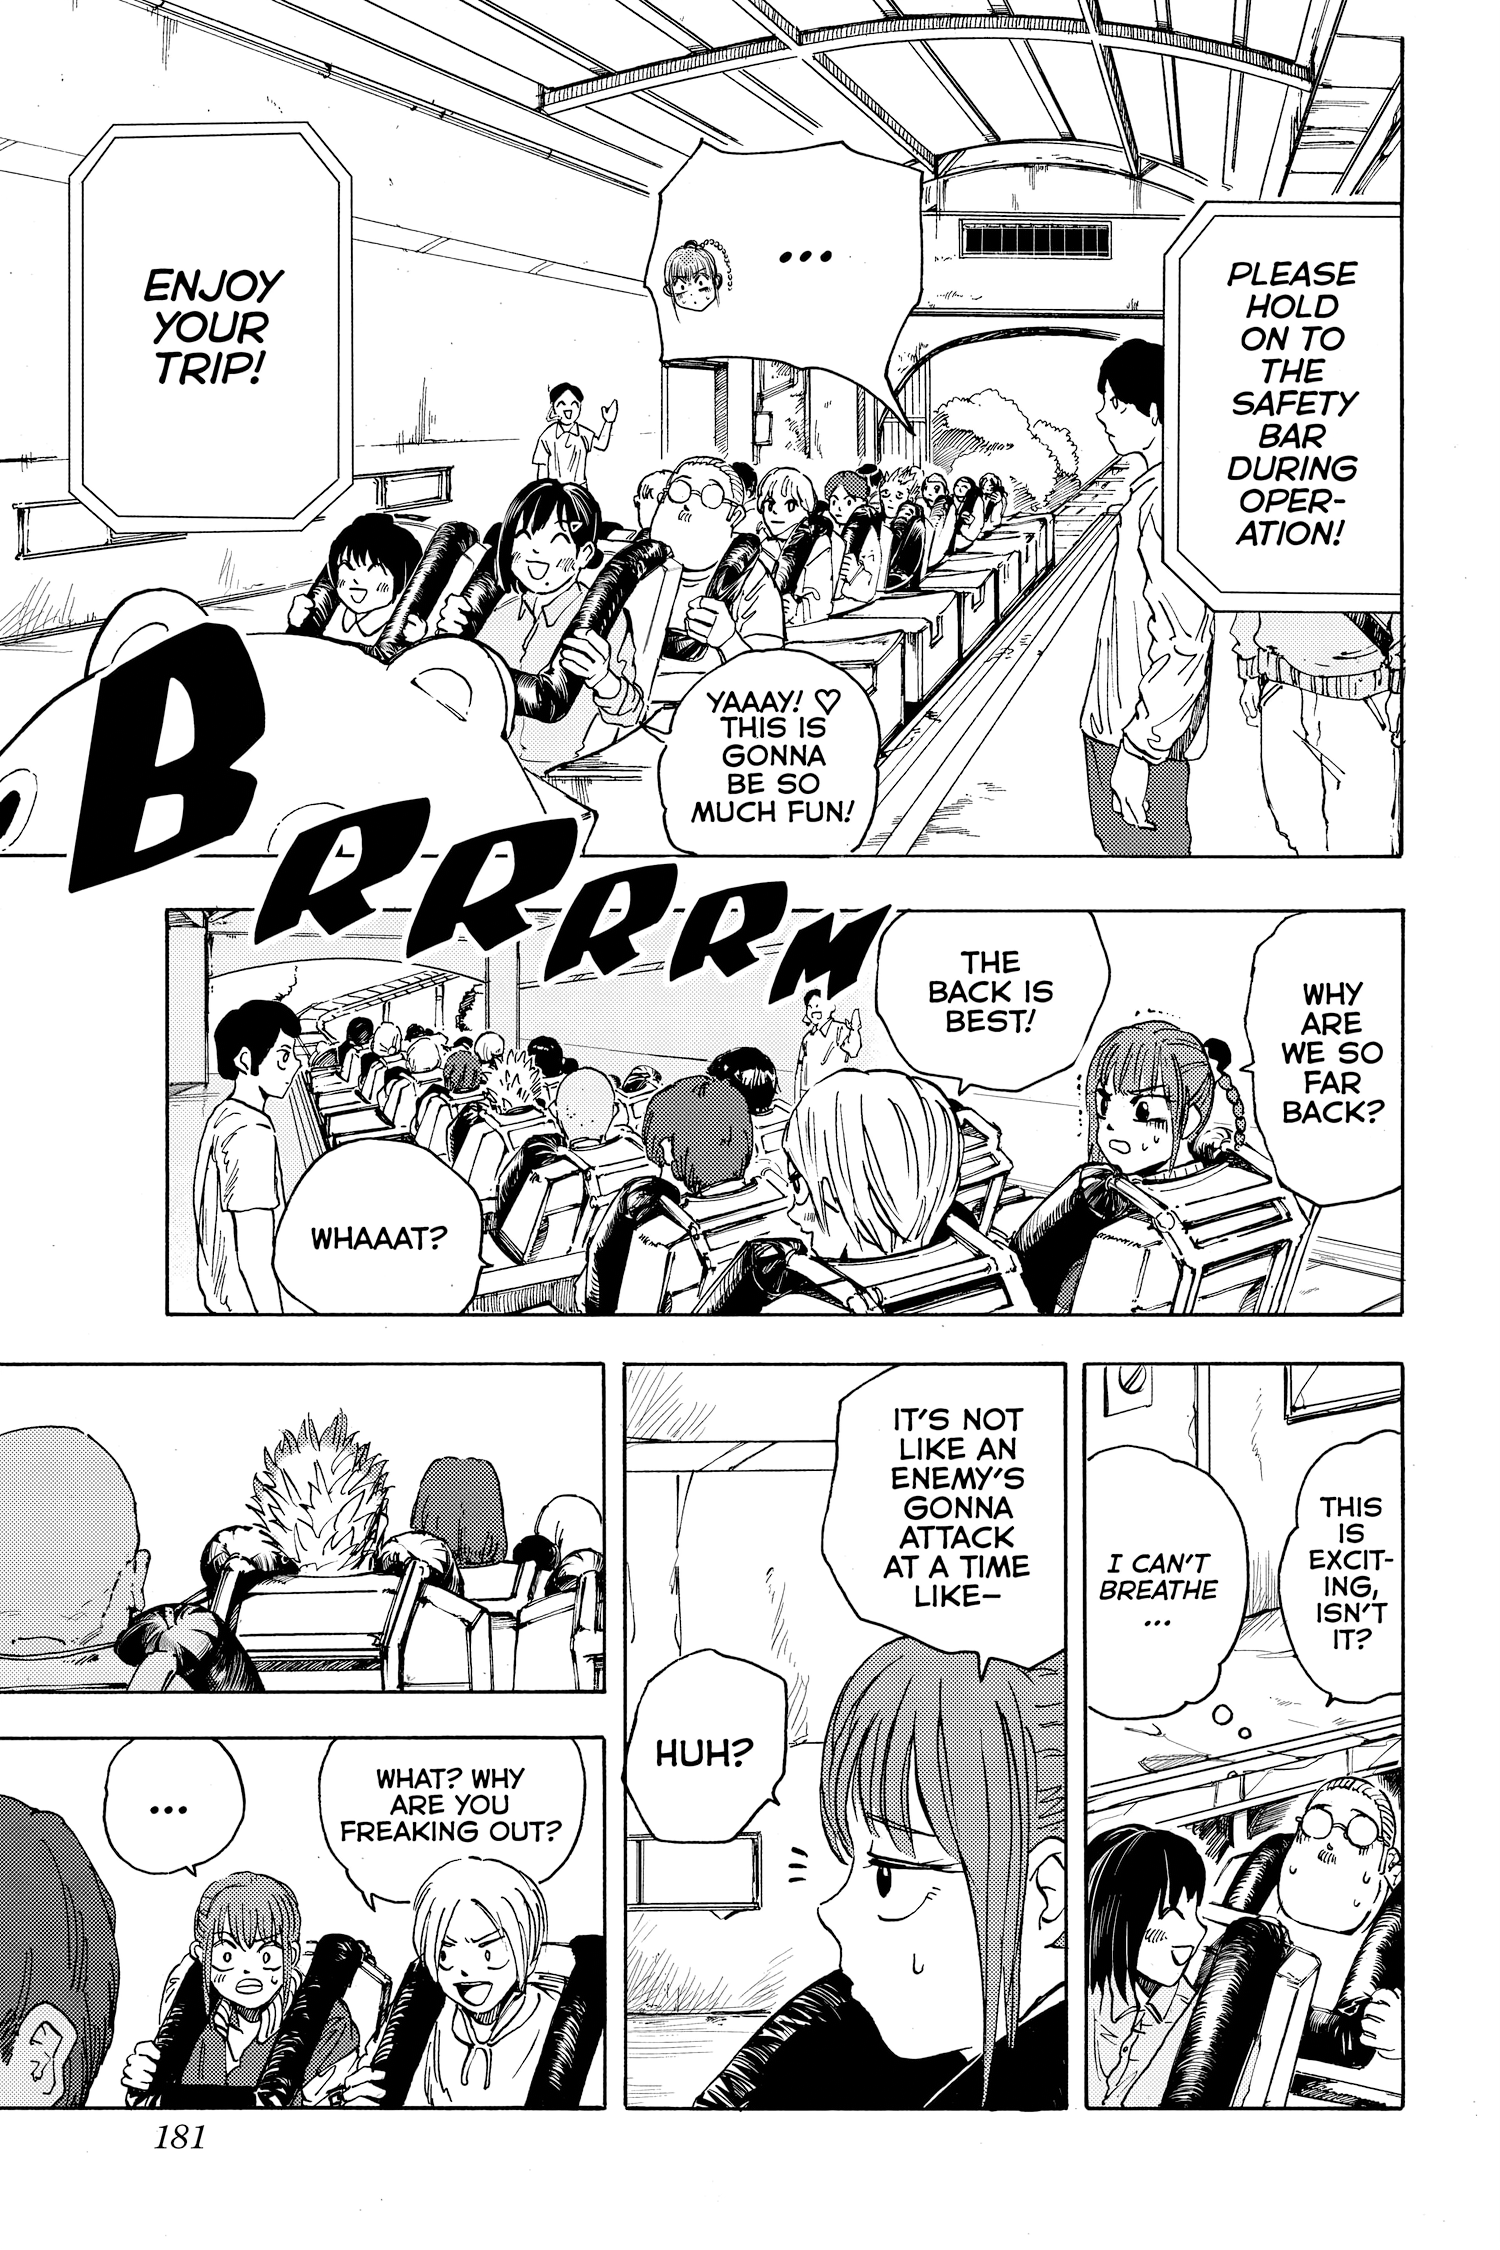 PLEASE
HOLD
ON TO
THE
SAFETY
BAR
DURING
OPER-
ATION!
...
ENJOY
YOUR
TRIP!
YAAAY! ♡
THIS IS
GONNA
BE SO
MUCH FUN!
BRRRRRM
WHY
ARE
WE SO
FAR
BACK?
THE
BACK IS
BEST!
WHAAAT?
THIS
IS
EXCIT-
ING,
ISN'T
IT?
I CAN'T
BREATHE
...
IT'S NOT
LIKE AN
ENEMY'S
GONNA
ATTACK
AT A TIME
LIKE–
HUH?
WHAT? WHY
ARE YOU
FREAKING OUT?
...
181